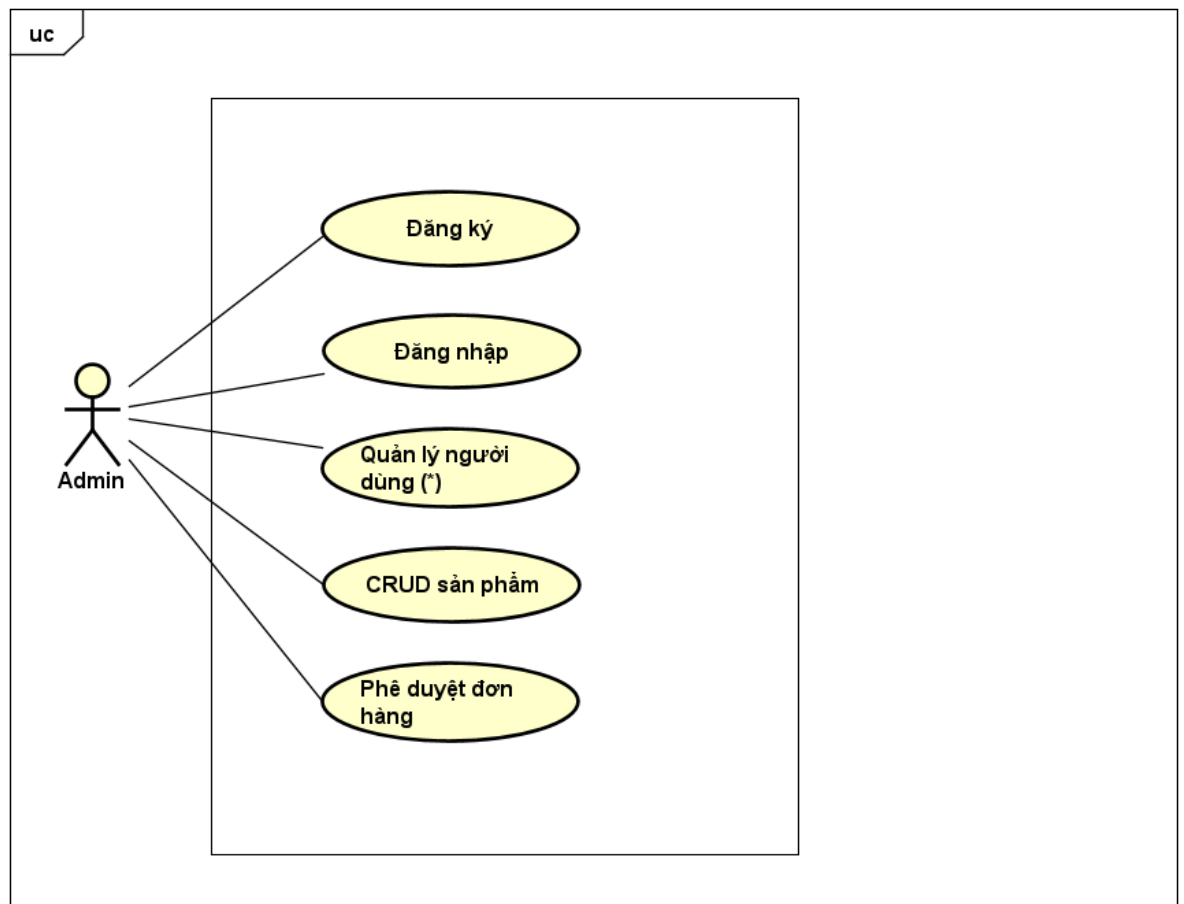 uc
Đăng ký
Đăng nhập
Quản lý người
dùng (*)
Admin
CRUD sản phẩm
Phê duyệt đơn
hàng